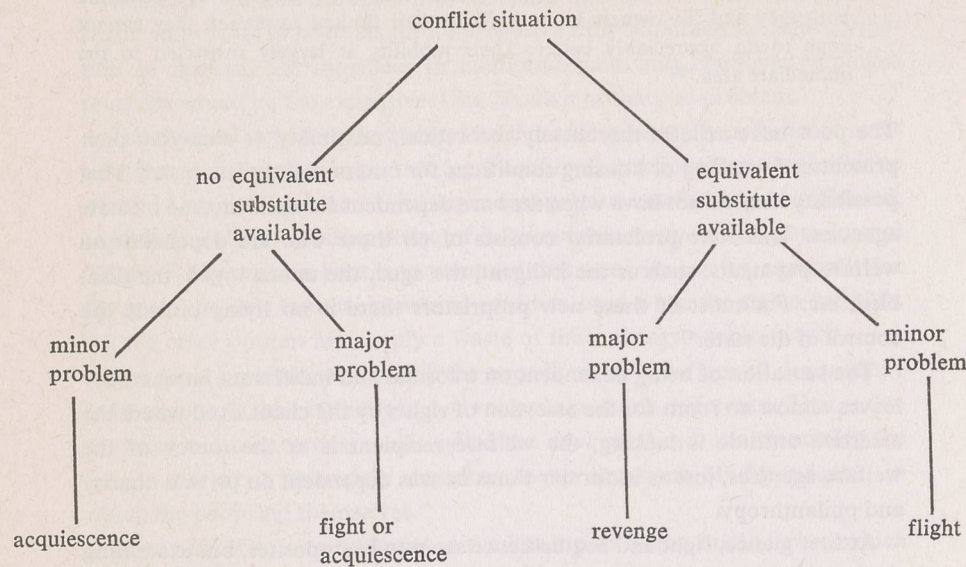 conflict situation
no equivalent
substitute
available
equivalent
substitute
available
minor
problem
major
problem
major
problem
minor
problem
acquiescence
fight or
acquiescence
revenge
flight